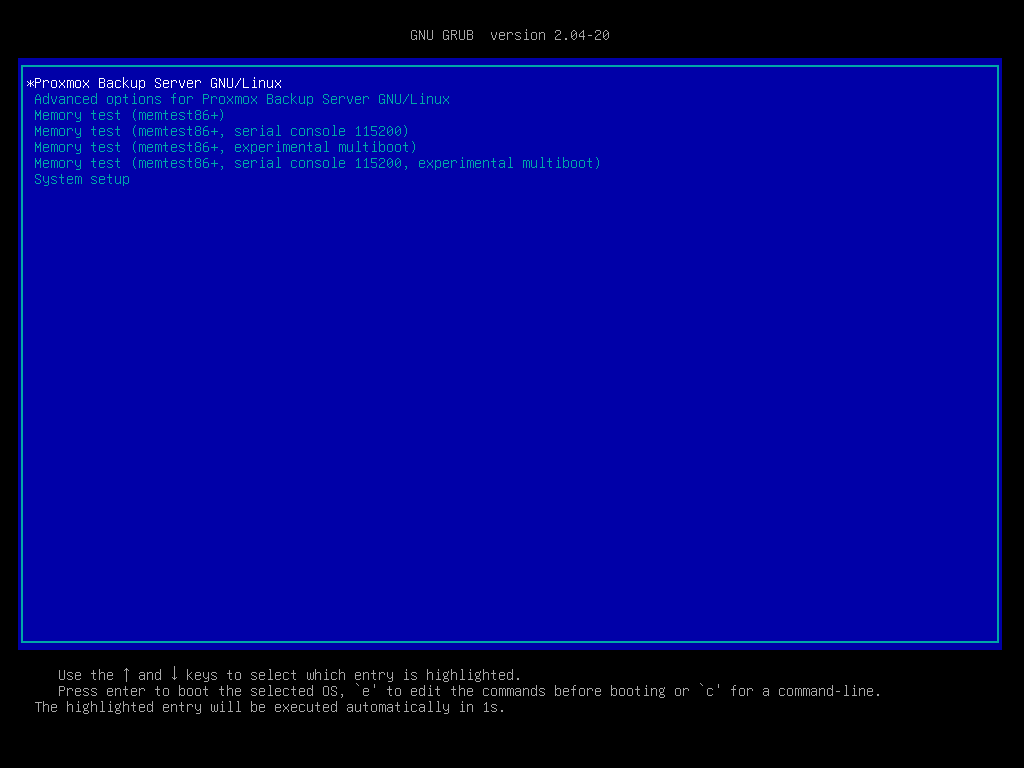 GNU GRUB  version 2.04-20
*Proxmox Backup Server GNU/Linux
Advanced options for Proxmox Backup Server GNU/Linux
Memory test (memtest86+)
Memory test (memtest86+, serial console 115200)
Memory test (memtest86+, experimental multiboot)
Memory test (memtest86+, serial console 115200, experimental multiboot)
System setup
Use the ↑ and ↓ keys to select which entry is highlighted.
Press enter to boot the selected OS, `e' to edit the commands before booting or `c' for a command-line.
The highlighted entry will be executed automatically in 1s.